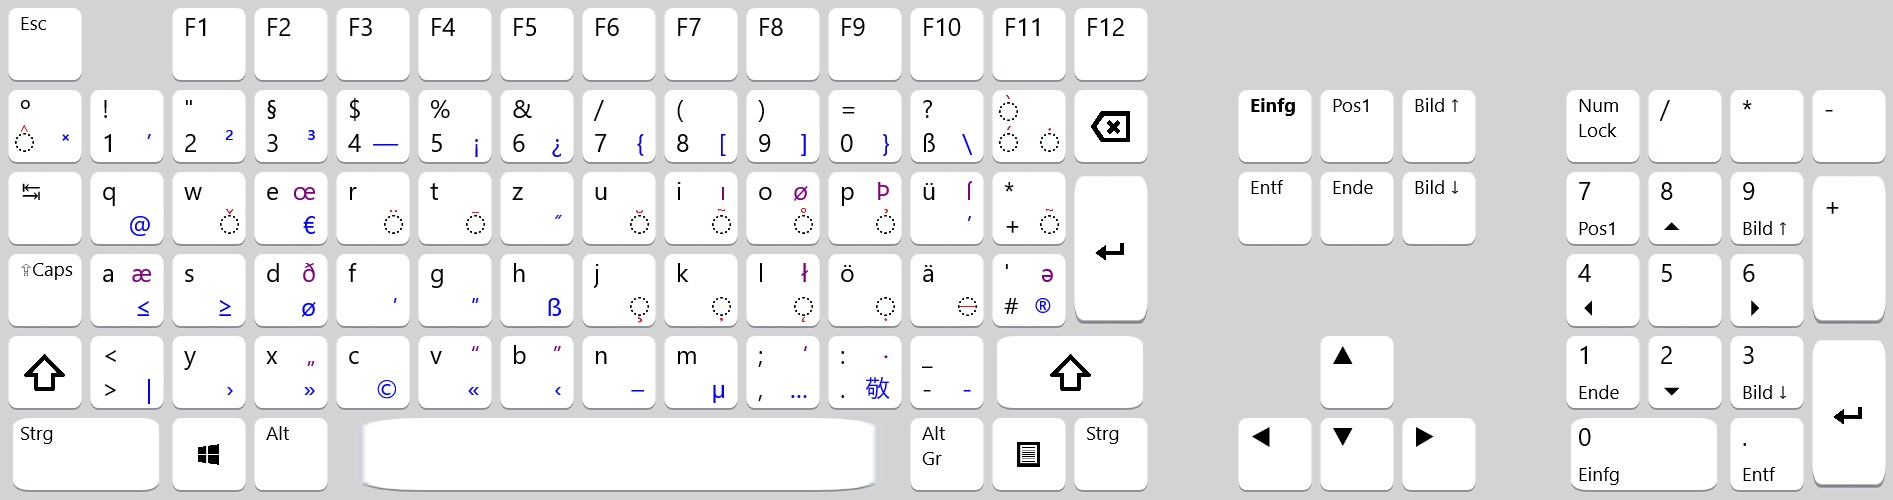 Esc F1 F2 F3 F4 F5 F6 F7 F8 F9 F10 F11 F12
° ! " § $ % & / ( ) = ? ◌̀
◌̂ ˟ 1 ′ 2 ² 3 ³ 4 — 5 ¡ 6 ¿ 7 { 8 [ 9 ] 0 } ß \ ◌́ ◌̇
Einfg Pos1 Bild ↑
Num Lock / * -
↹ q w e œ r t z u i ı o ø p Þ ü ſ *
@ ◌̌ € ◌̈ ◌̄ ″ ◌̆ ◌̃ ◌̊ ◌̉ ′ + ◌̃
Entf Ende Bild ↓
7 8 9 +
Pos1 ▲ Bild ↑
⇧Caps a æ s d ð f g h j k l ł ö ä ' ə
≤ ≥ ø ′ ″ ß ◌̧ ◌̦ ◌̨ ◌̣ ◌̵ # ®
4 5 6
◀ ▶
< y x „ c v “ b ” n m ; ‘ : · _
> | › » © « ‹ – µ , … . 敬 - -
▲
1 2 3
Ende ▼ Bild ↓
Strg Alt Alt Gr Strg
◀ ▼ ▶
0 .
Einfg Entf